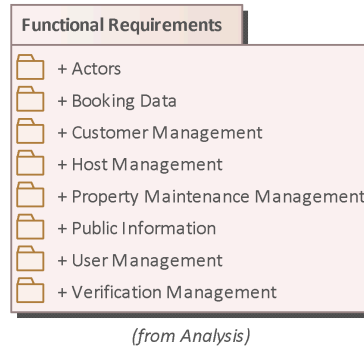 Functional Requirements
+ Actors
+ Booking Data
+ Customer Management
+ Host Management
+ Property Maintenance Management
+ Public Information
+ User Management
+ Verification Management
(from Analysis)